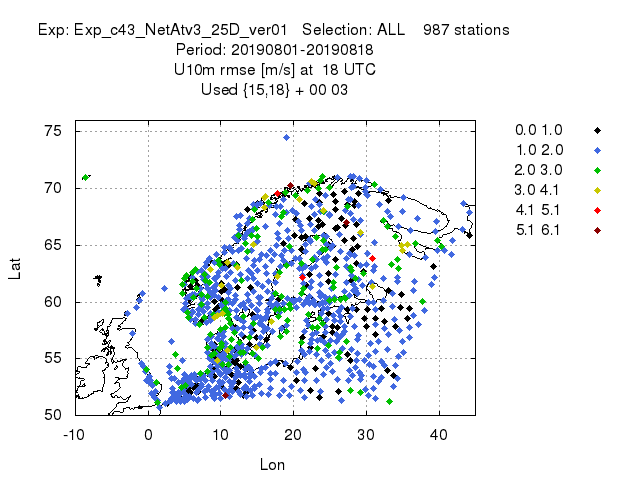 Exp: Exp_c43_NetAtv3_25D_ver01 Selection: ALL 987 stations
Period: 20190801-20190818
U10m rmse [m/s] at 18 UTC
Used {15,18} + 00 03
75
70
65
60
55
50
Lat
-10 0 10 20 30 40
Lon
0.0 1.0
1.0 2.0
2.0 3.0
3.0 4.1
4.1 5.1
5.1 6.1